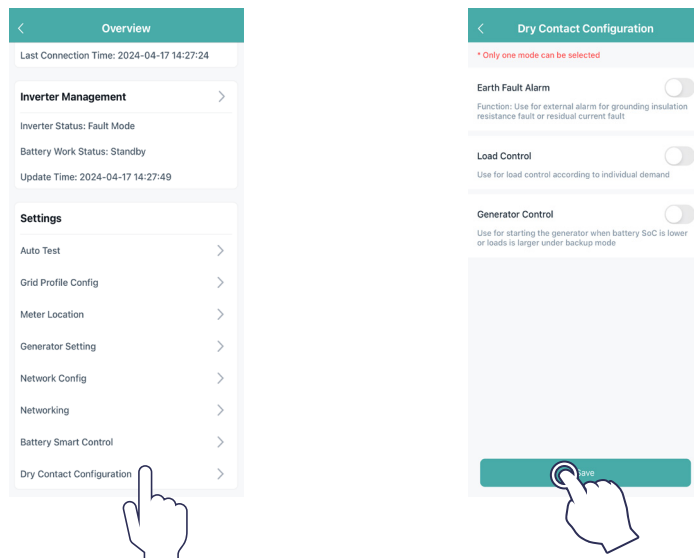 Overview
Last Connection Time: 2024-04-17 14:27:24
Inverter Management
Inverter Status: Fault Mode
Battery Work Status: Standby
Update Time: 2024-04-17 14:27:49
Settings
Auto Test
Grid Profile Config
Meter Location
Generator Setting
Network Config
Networking
Battery Smart Control
Dry Contact Configuration
Dry Contact Configuration
* Only one mode can be selected
Earth Fault Alarm
Function: Use for external alarm for grounding insulation
resistance fault or residual current fault
Load Control
Use for load control according to individual demand
Generator Control
Use for starting the generator when battery SoC is lower
or loads is larger under backup mode
Save